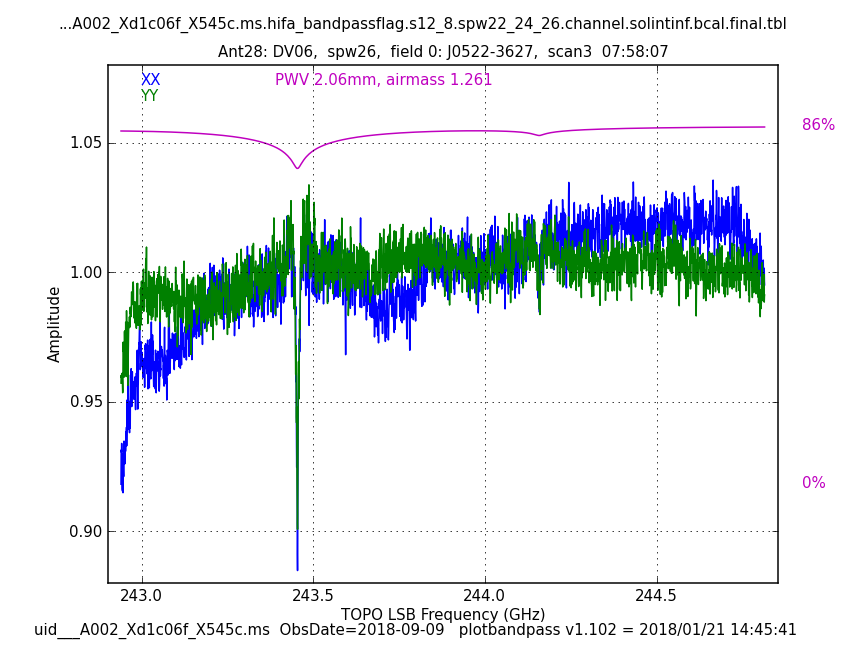 ...A002_Xd1c06f_X545c.ms.hifa_bandpassflag.s12_8.spw22_24_26.channel.solintinf.bcal.final.tbl
Ant28: DV06,  spw26,  field 0: J0522-3627,  scan3  07:58:07
XX
PWV 2.06mm, airmass 1.261
YY
86%
1.05
1.00
0.95
0.90
Amplitude
0%
243.0
243.5
244.0
244.5
TOPO LSB Frequency (GHz)
uid___A002_Xd1c06f_X545c.ms  ObsDate=2018-09-09   plotbandpass v1.102 = 2018/01/21 14:45:41